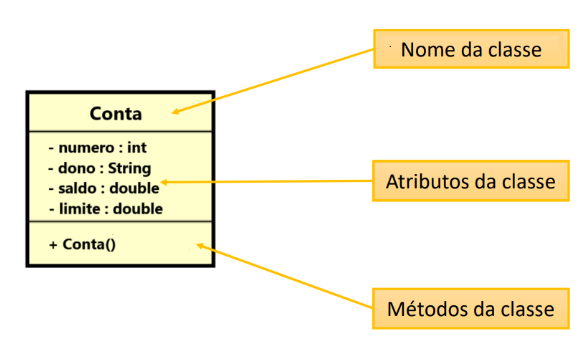 Nome da classe
Conta
- numero : int
- dono : String
- saldo : double
- limite : double
Atributos da classe
+ Conta()
Métodos da classe